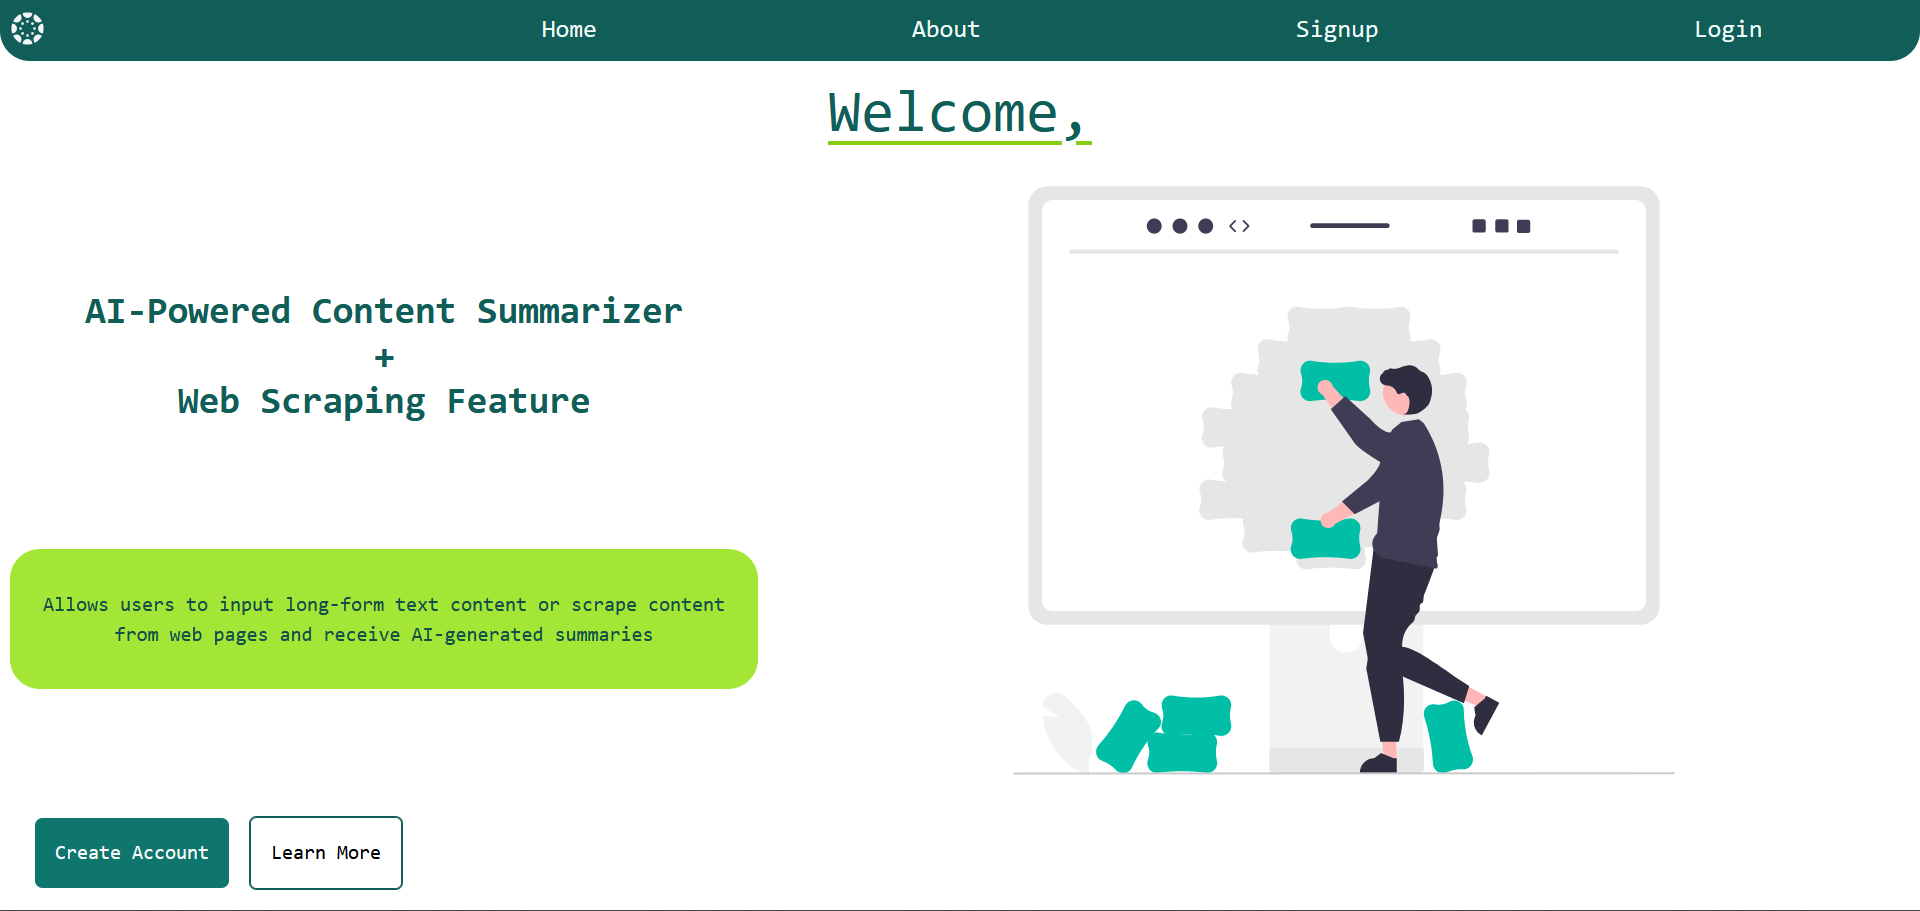 Home About Signup Login
Welcome,
AI-Powered Content Summarizer
+
Web Scraping Feature
Allows users to input long-form text content or scrape content
from web pages and receive AI-generated summaries
Create Account Learn More